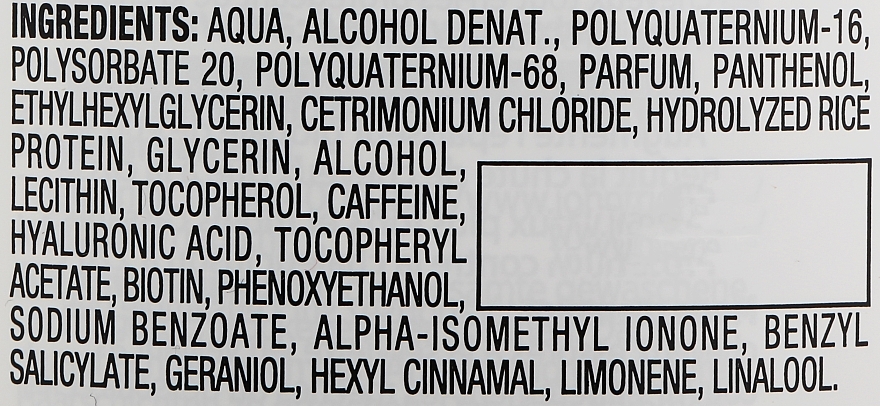 INGREDIENTS: AQUA, ALCOHOL DENAT., POLYQUATERNIUM-16,
POLYSORBATE 20, POLYQUATERNIUM-68, PARFUM, PANTHENOL,
ETHYLHEXYLGLYCERIN, CETRIMONIUM CHLORIDE, HYDROLYZED RICE
PROTEIN, GLYCERIN, ALCOHOL,
LECITHIN, TOCOPHEROL, CAFFEINE,
HYALURONIC ACID, TOCOPHERYL
ACETATE, BIOTIN, PHENOXYETHANOL,
SODIUM BENZOATE, ALPHA-ISOMETHYL IONONE, BENZYL
SALICYLATE, GERANIOL, HEXYL CINNAMAL, LIMONENE, LINALOOL.